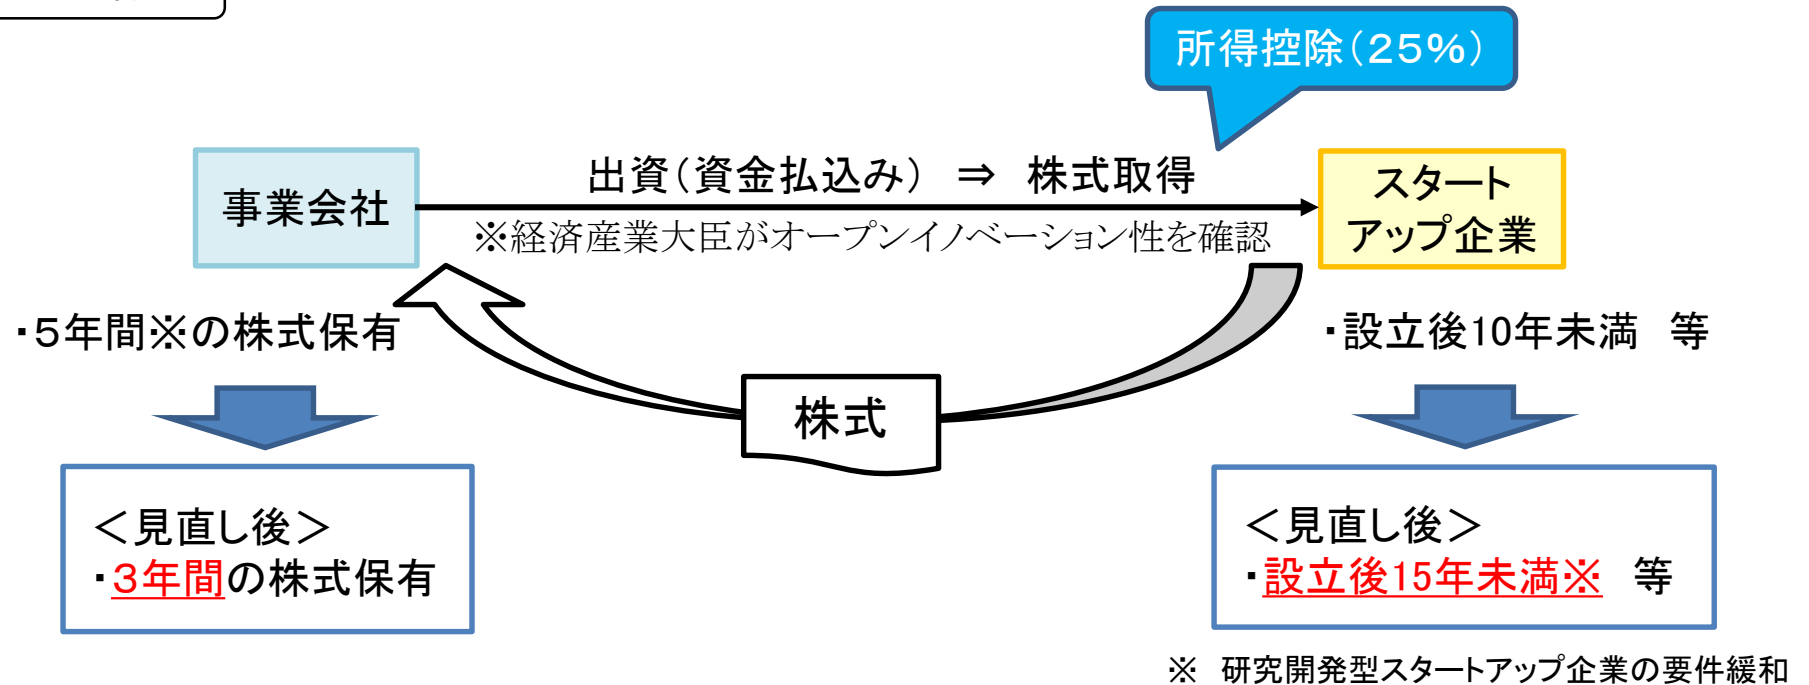 所得控除（25％）
出資（資金払込み） ⇒ 株式取得
事業会社
スタート
アップ企業
※経済産業大臣がオープンイノベーション性を確認
・５年間※の株式保有
・設立後10年未満　等
株式
＜見直し後＞
・３年間の株式保有
＜見直し後＞
・設立後15年未満※　等
※　研究開発型スタートアップ企業の要件緩和